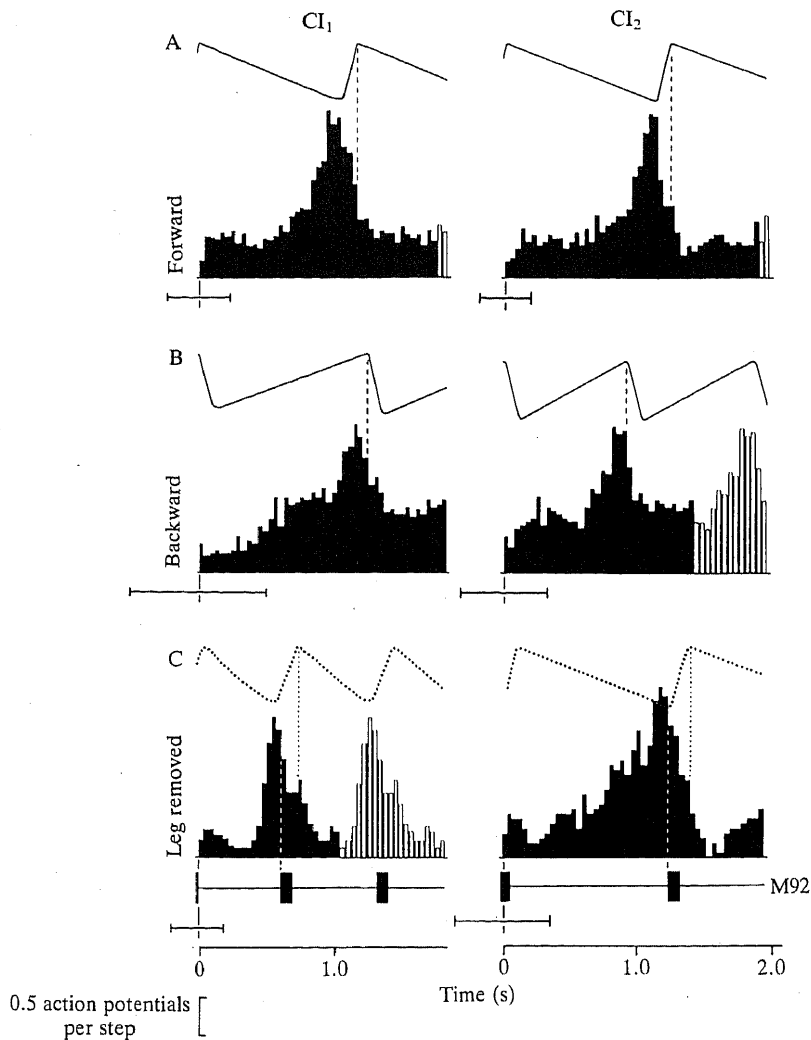 CI₁
CI₂
A
Forward
B
Backward
C
Leg removed
M92
0 1.0
0 1.0 2.0
Time (s)
0.5 action potentials
per step